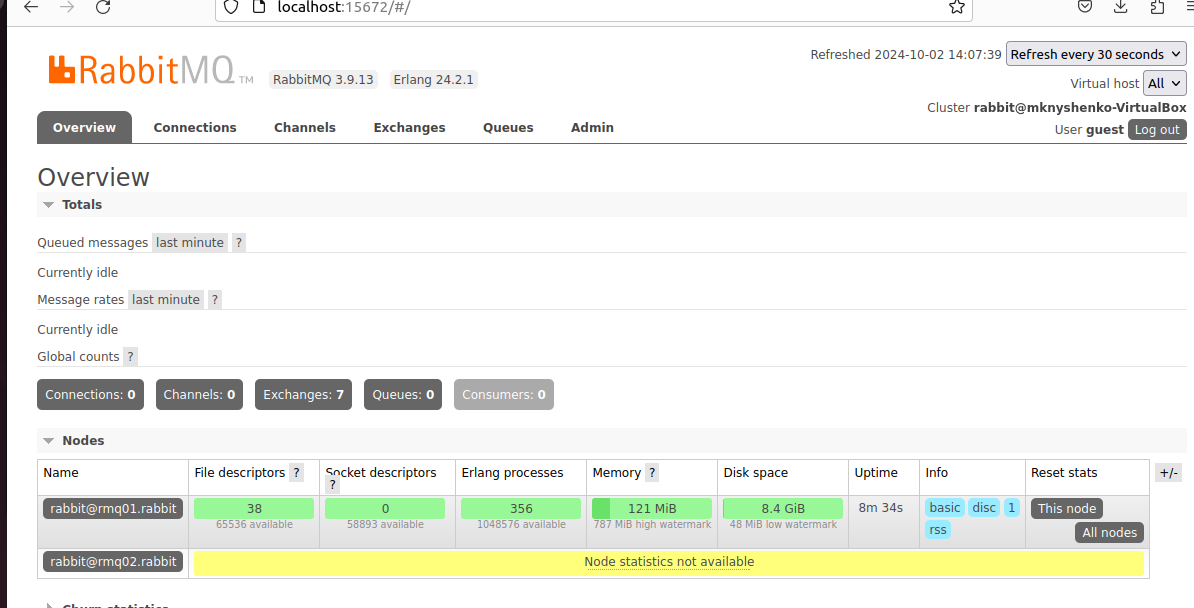 localhost:15672/#/
RabbitMQ TM RabbitMQ 3.9.13 Erlang 24.2.1
Refreshed 2024-10-02 14:07:39 Refresh every 30 seconds
Virtual host All
Cluster rabbit@mknyshenko-VirtualBox
User guest Log out
Overview Connections Channels Exchanges Queues Admin
Overview
Totals
Queued messages last minute ?
Currently idle
Message rates last minute ?
Currently idle
Global counts ?
Connections: 0 Channels: 0 Exchanges: 7 Queues: 0 Consumers: 0
Nodes
Name File descriptors ? Socket descriptors ? Erlang processes Memory ? Disk space Uptime Info Reset stats +/-
rabbit@rmq01.rabbit 38 0 356 121 MiB 8.4 GiB 8m 34s basic disc 1 This node
65536 available 58893 available 1048576 available 787 MiB high watermark 48 MiB low watermark rss All nodes
rabbit@rmq02.rabbit Node statistics not available
Churn statistics